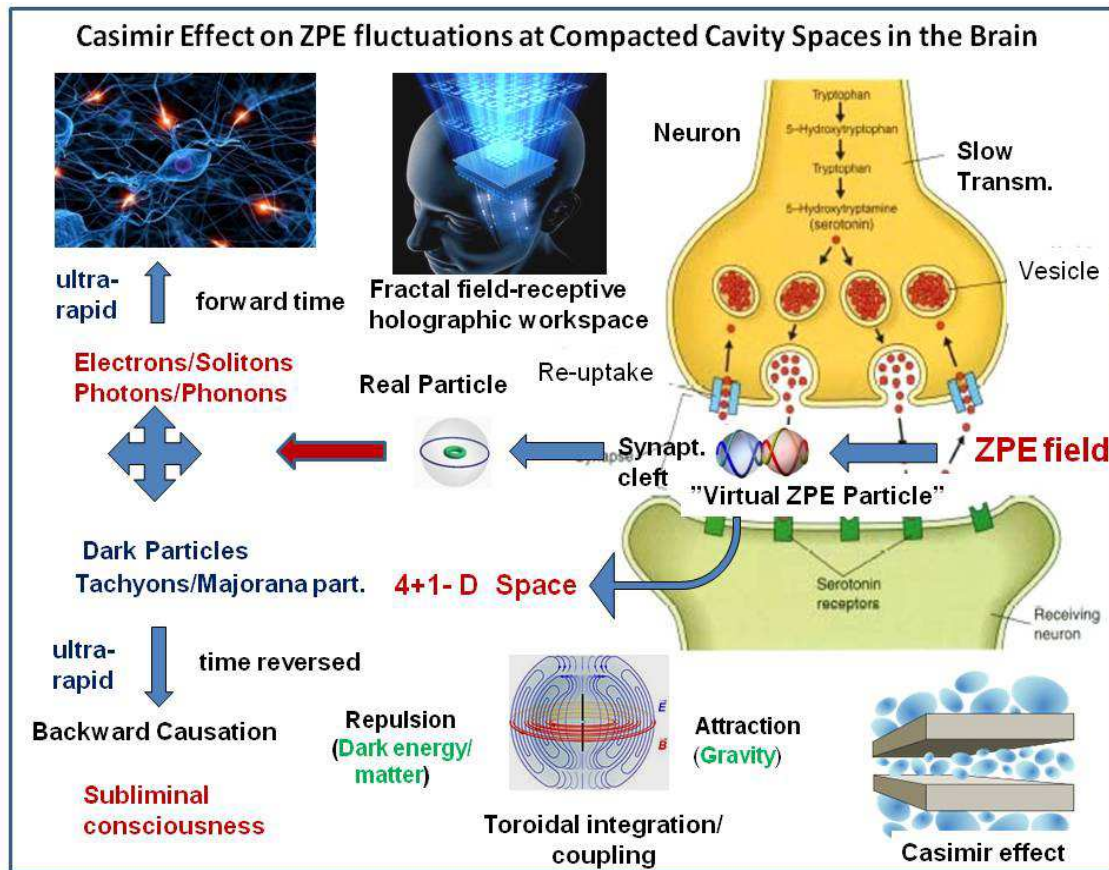 Casimir Effect on ZPE fluctuations at Compacted Cavity Spaces in the Brain
Tryptophan
5-Hydroxytryptophan
Tryptophan
5-Hydroxytryptamine
(serotonin)
Neuron
Slow
Transm.
Vesicle
Re-uptake
ultra-
rapid
forward time
Fractal field-receptive
holographic workspace
Electrons/Solitons
Photons/Phonons
Real Particle
Synapse
Synapt.
cleft
ZPE field
"Virtual ZPE Particle"
Dark Particles
Tachyons/Majorana part.
4+1- D Space
Serotonin
receptors
Receiving
neuron
ultra-
rapid
time reversed
Backward Causation
Subliminal
consciousness
Repulsion
(Dark energy/
matter)
E
B
Attraction
(Gravity)
Toroidal integration/
coupling
Casimir effect